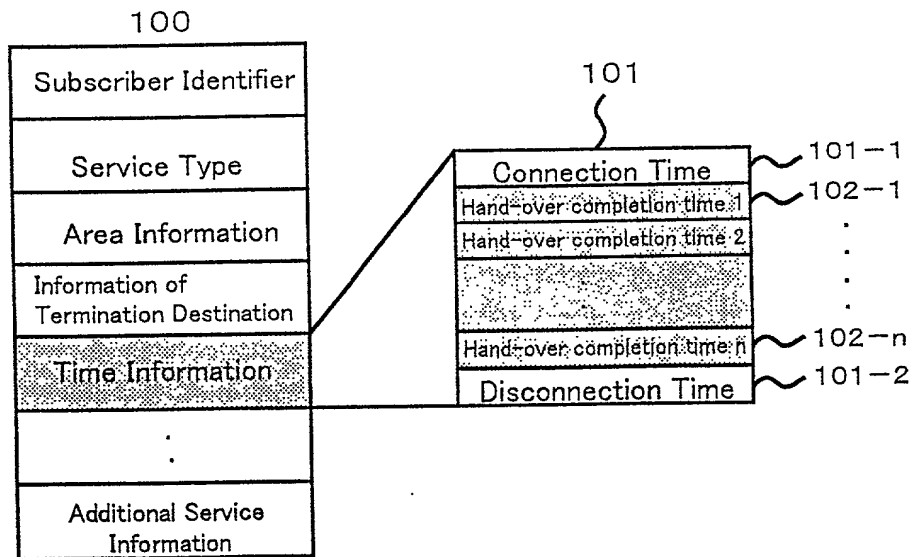 100
Subscriber Identifier
Service Type
Area Information
Information of
Termination Destination
Time Information
Additional Service
Information
101
Connection Time
101-1
Hand-over completion time 1
102-1
Hand-over completion time 2
Hand-over completion time n
102-n
Disconnection Time
101-2